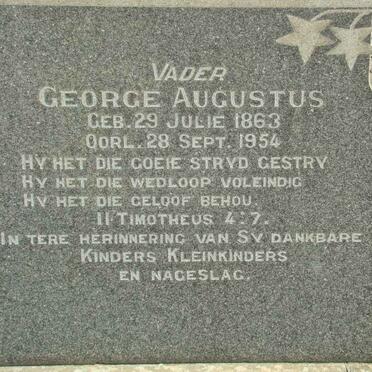 VADER
GEORGE AUGUSTUS
GEB. 29 JULIE 1863
OORL. 28 SEPT. 1954
HY HET DIE GOEIE STRYD GESTRY
HY HET DIE WEDLOOP VOLEINDIG
HY HET DIE GELOOF BEHOU.
II TIMOTHEUS 4:7.
IN TERE HERINNERING VAN SY DANKBARE
KINDERS KLEINKINDERS
EN NAGESLAG.